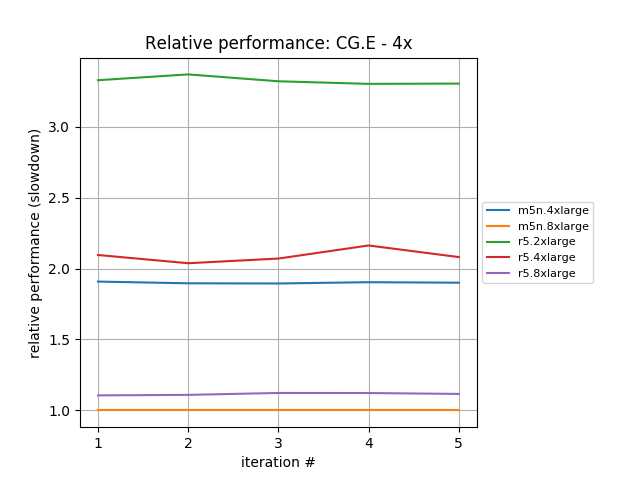 Relative performance: CG.E - 4x
relative performance (slowdown)
3.0
2.5
2.0
1.5
1.0
1 2 3 4 5
iteration #
m5n.4xlarge
m5n.8xlarge
r5.2xlarge
r5.4xlarge
r5.8xlarge